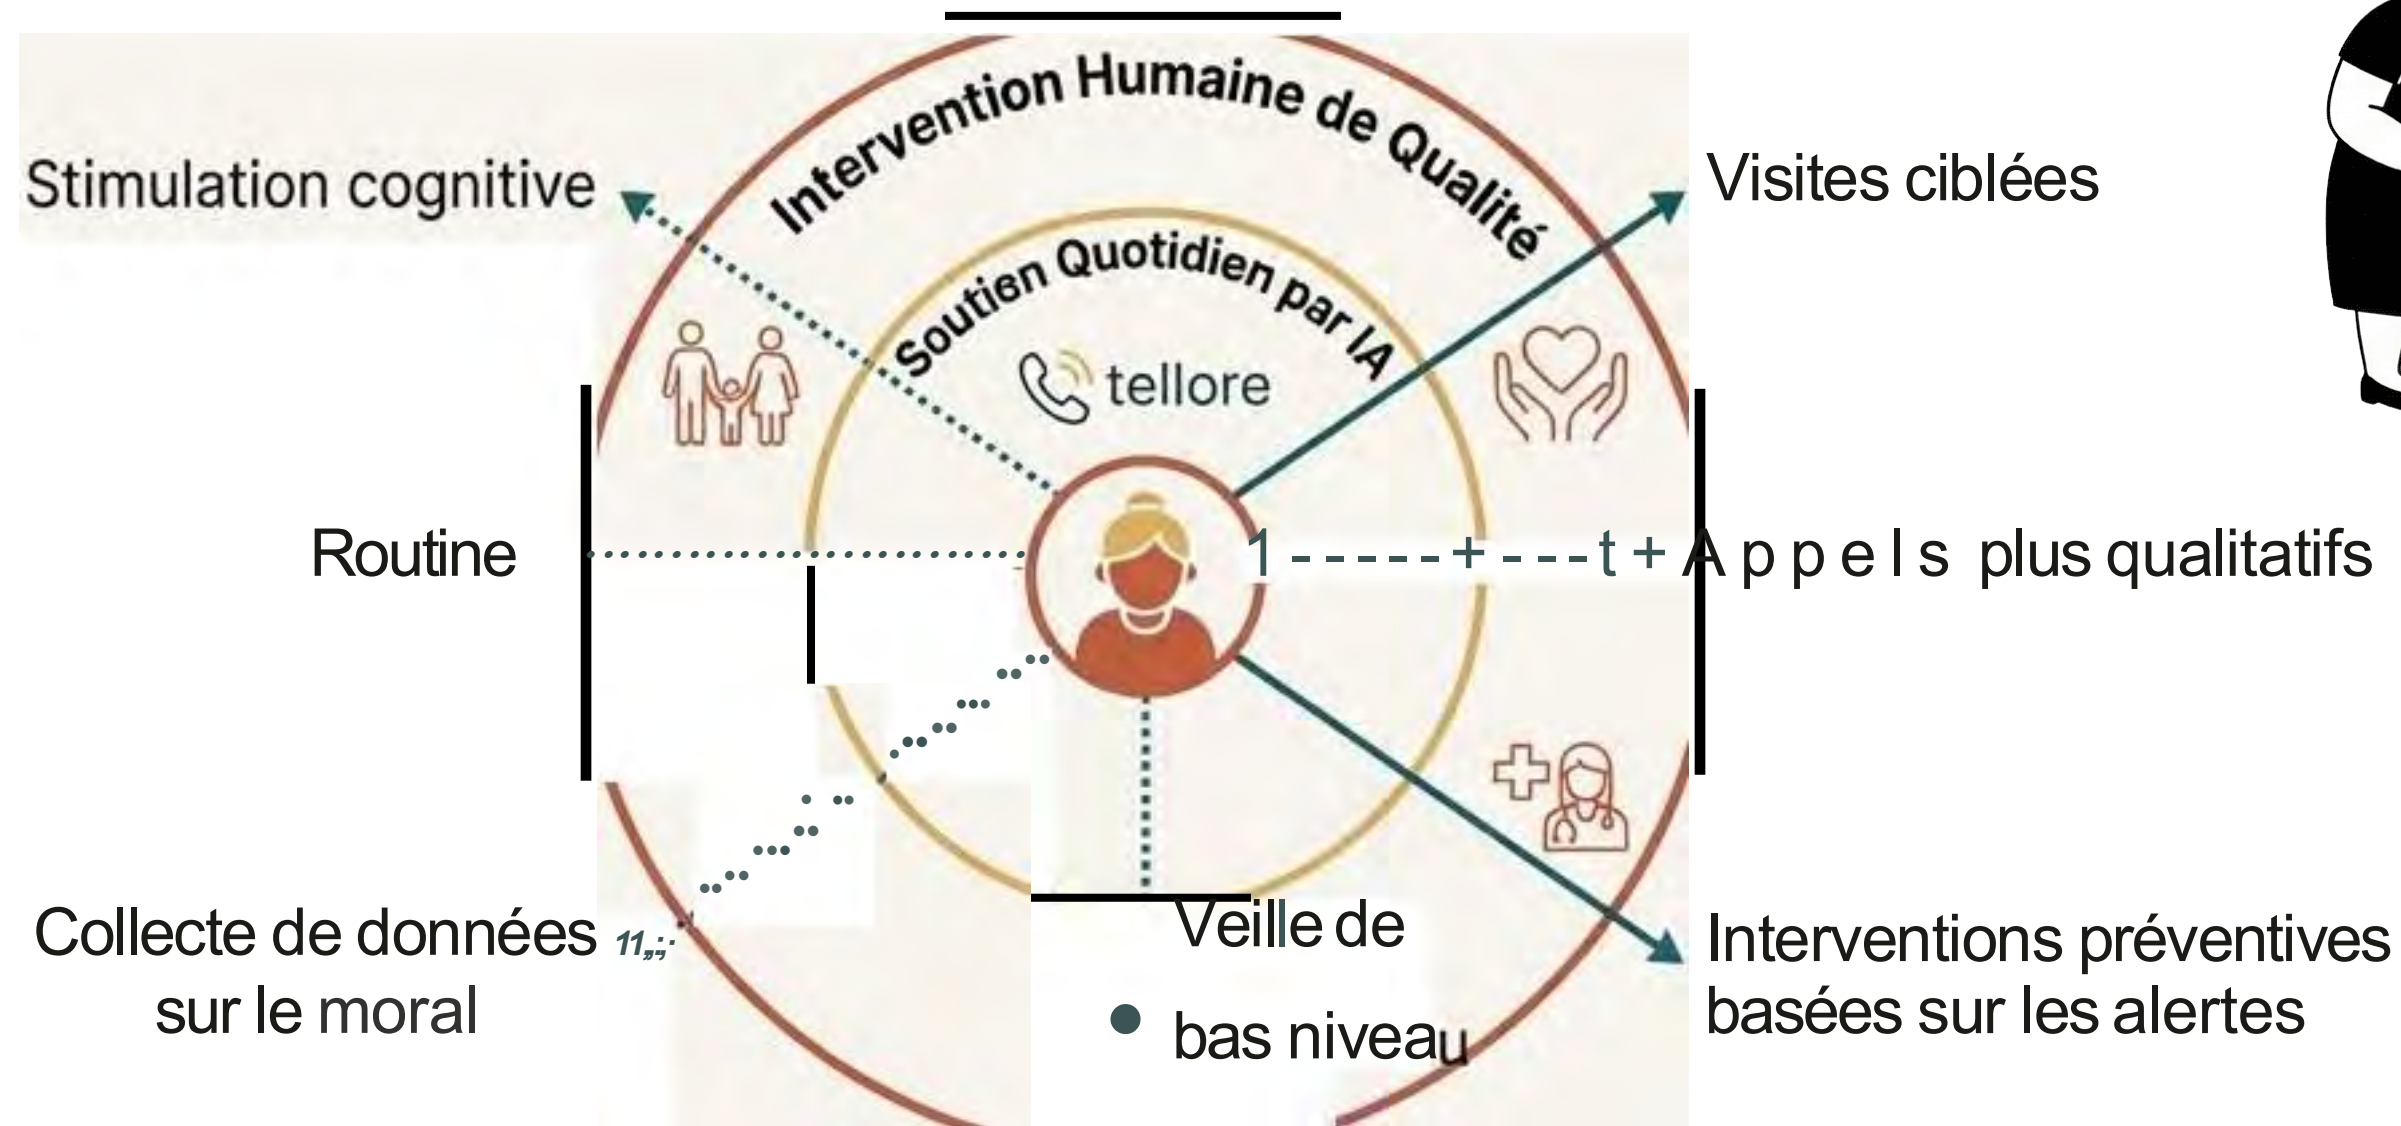 Intervention Humaine de Qualité
Stimulation cognitive
Visites ciblées
Soutien Quotidien par IA
tellore
Routine
1-----+---t+Appels plus qualitatifs
Collecte de données
sur le moral
Veille de
• bas niveau
Interventions préventives
basées sur les alertes